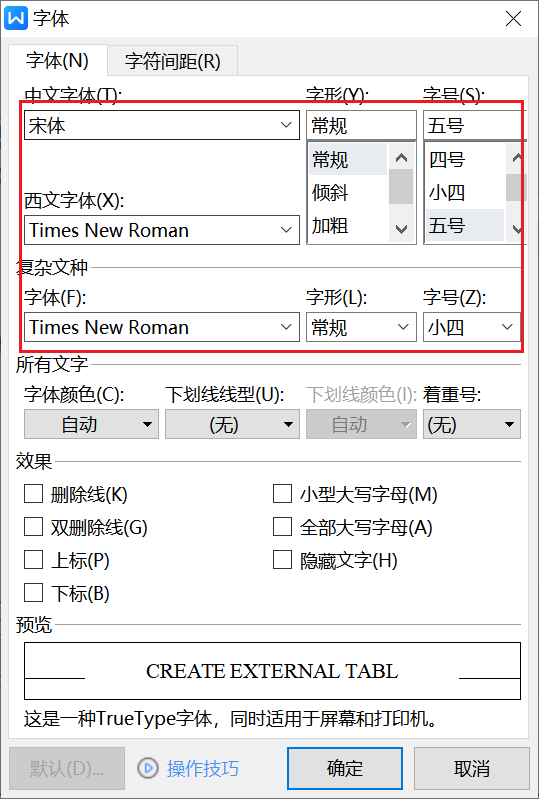 字体
字体(N) 字符间距(R)
中文字体(T): 字形(Y): 字号(S):
宋体 常规 五号
常规 四号
倾斜 小四
西文字体(X):
Times New Roman 加粗 五号
复杂文种
字体(F): 字形(L): 字号(Z):
Times New Roman 常规 小四
所有文字
字体颜色(C): 下划线线型(U): 下划线颜色(I): 着重号:
自动 (无) 自动 (无)
效果
删除线(K) 小型大写字母(M)
双删除线(G) 全部大写字母(A)
上标(P) 隐藏文字(H)
下标(B)
预览
CREATE EXTERNAL TABL
这是一种TrueType字体，同时适用于屏幕和打印机。
默认(D)... 操作技巧 确定 取消